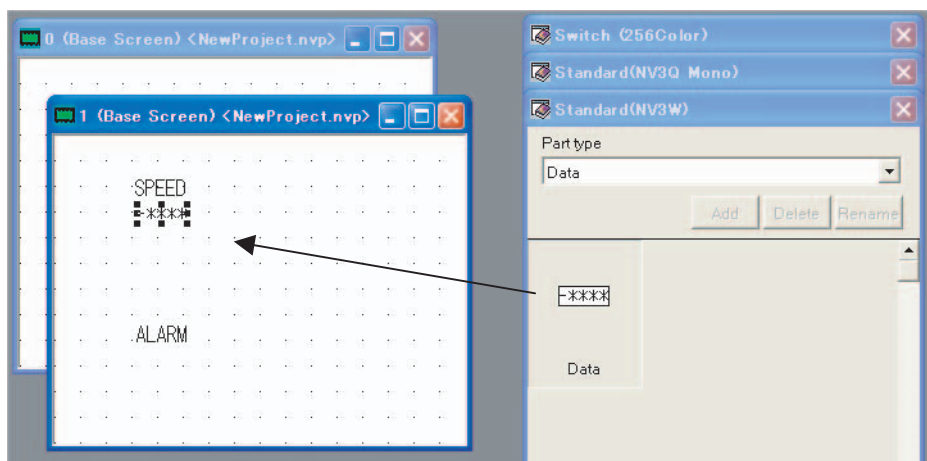 0 (Base Screen) <NewProject.nvp>
1 (Base Screen) <NewProject.nvp>
SPEED
-****
ALARM
Switch (256Color)
Standard(NV3Q Mono)
Standard(NV3W)
Part type
Data
Add Delete Rename
-****
Data